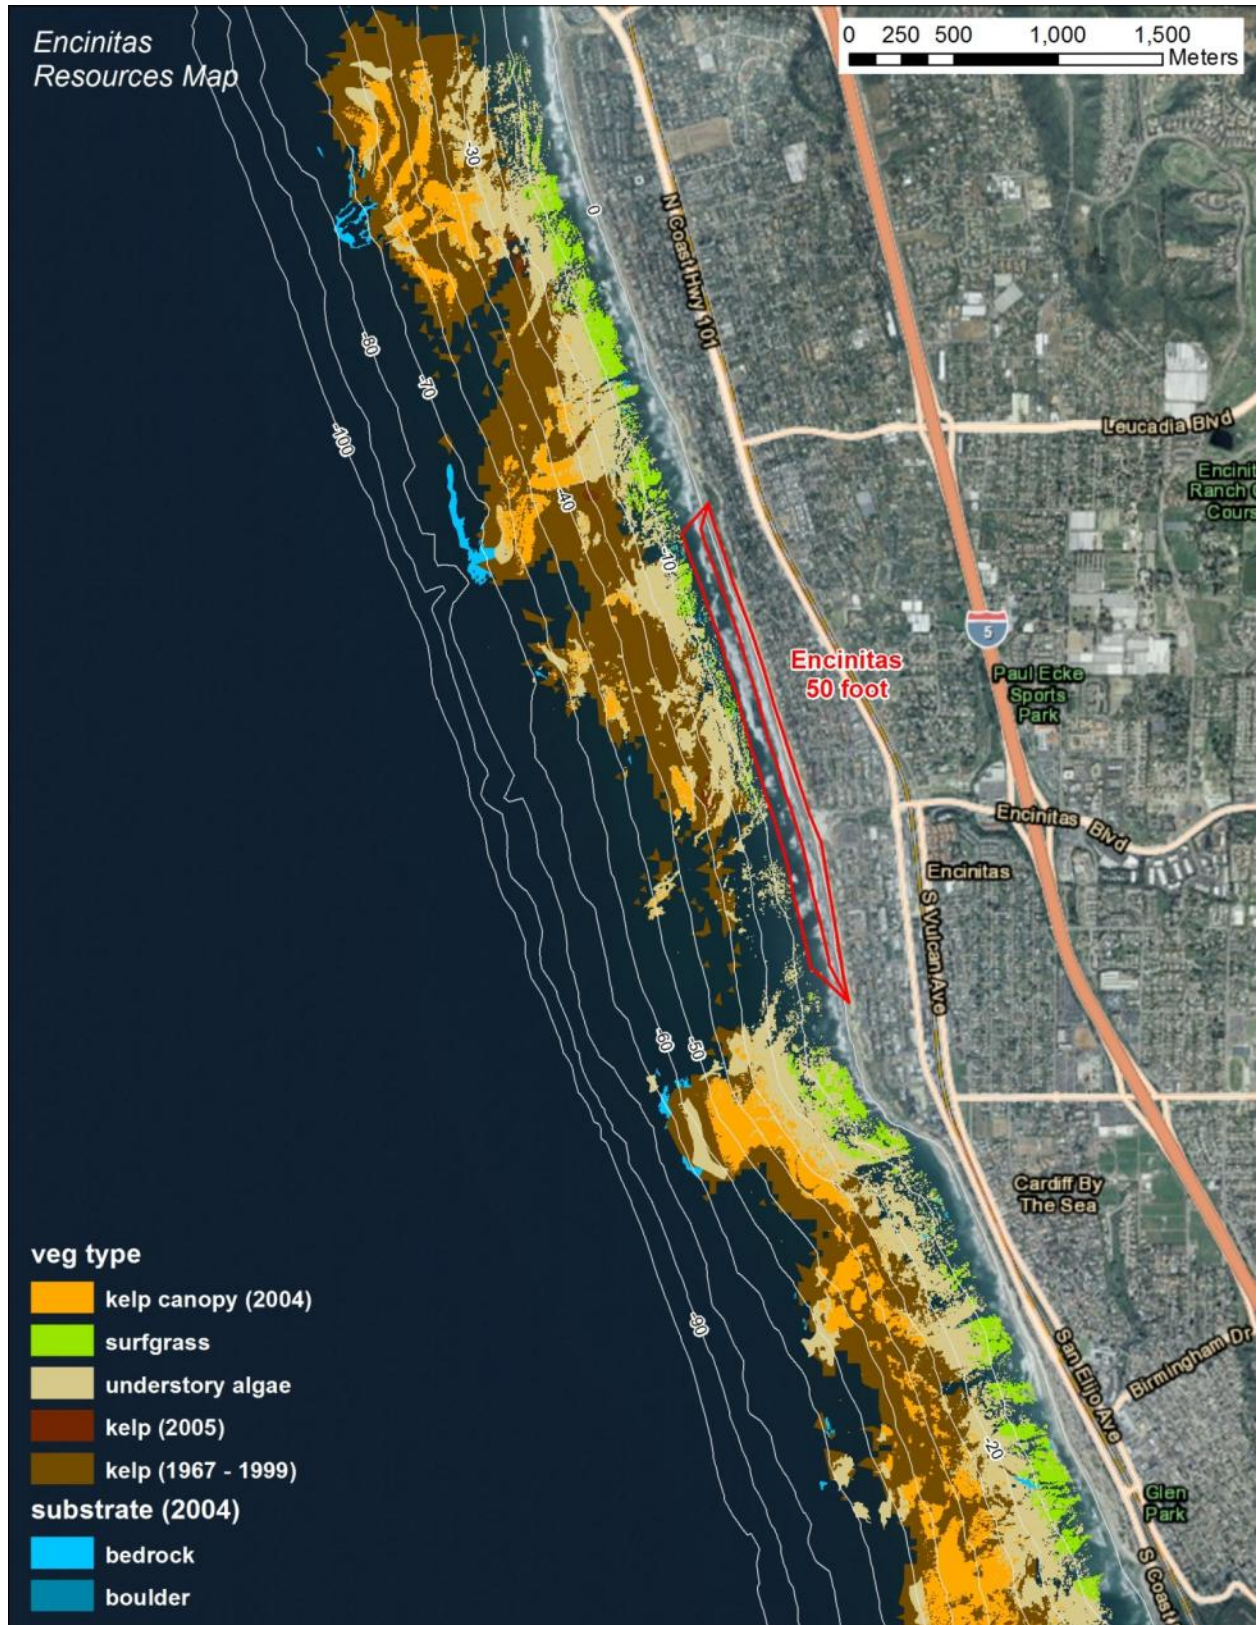 Encinitas
Resources Map
0 250 500 1,000 1,500
Meters
-30
0
N Coast Hwy 101
-80
-70
-100
Leucadia Blvd
-40
-10
5
Encinitas
50 foot
Paul Ecke
Sports
Park
Encinitas Blvd
Encinitas
S Vulcan Ave
-60
-50
Cardiff By
The Sea
-90
San Elijo Ave
Birmingham Dr
-20
Glen
Park
S Coast
veg type
kelp canopy (2004)
surfgrass
understory algae
kelp (2005)
kelp (1967 - 1999)
substrate (2004)
bedrock
boulder